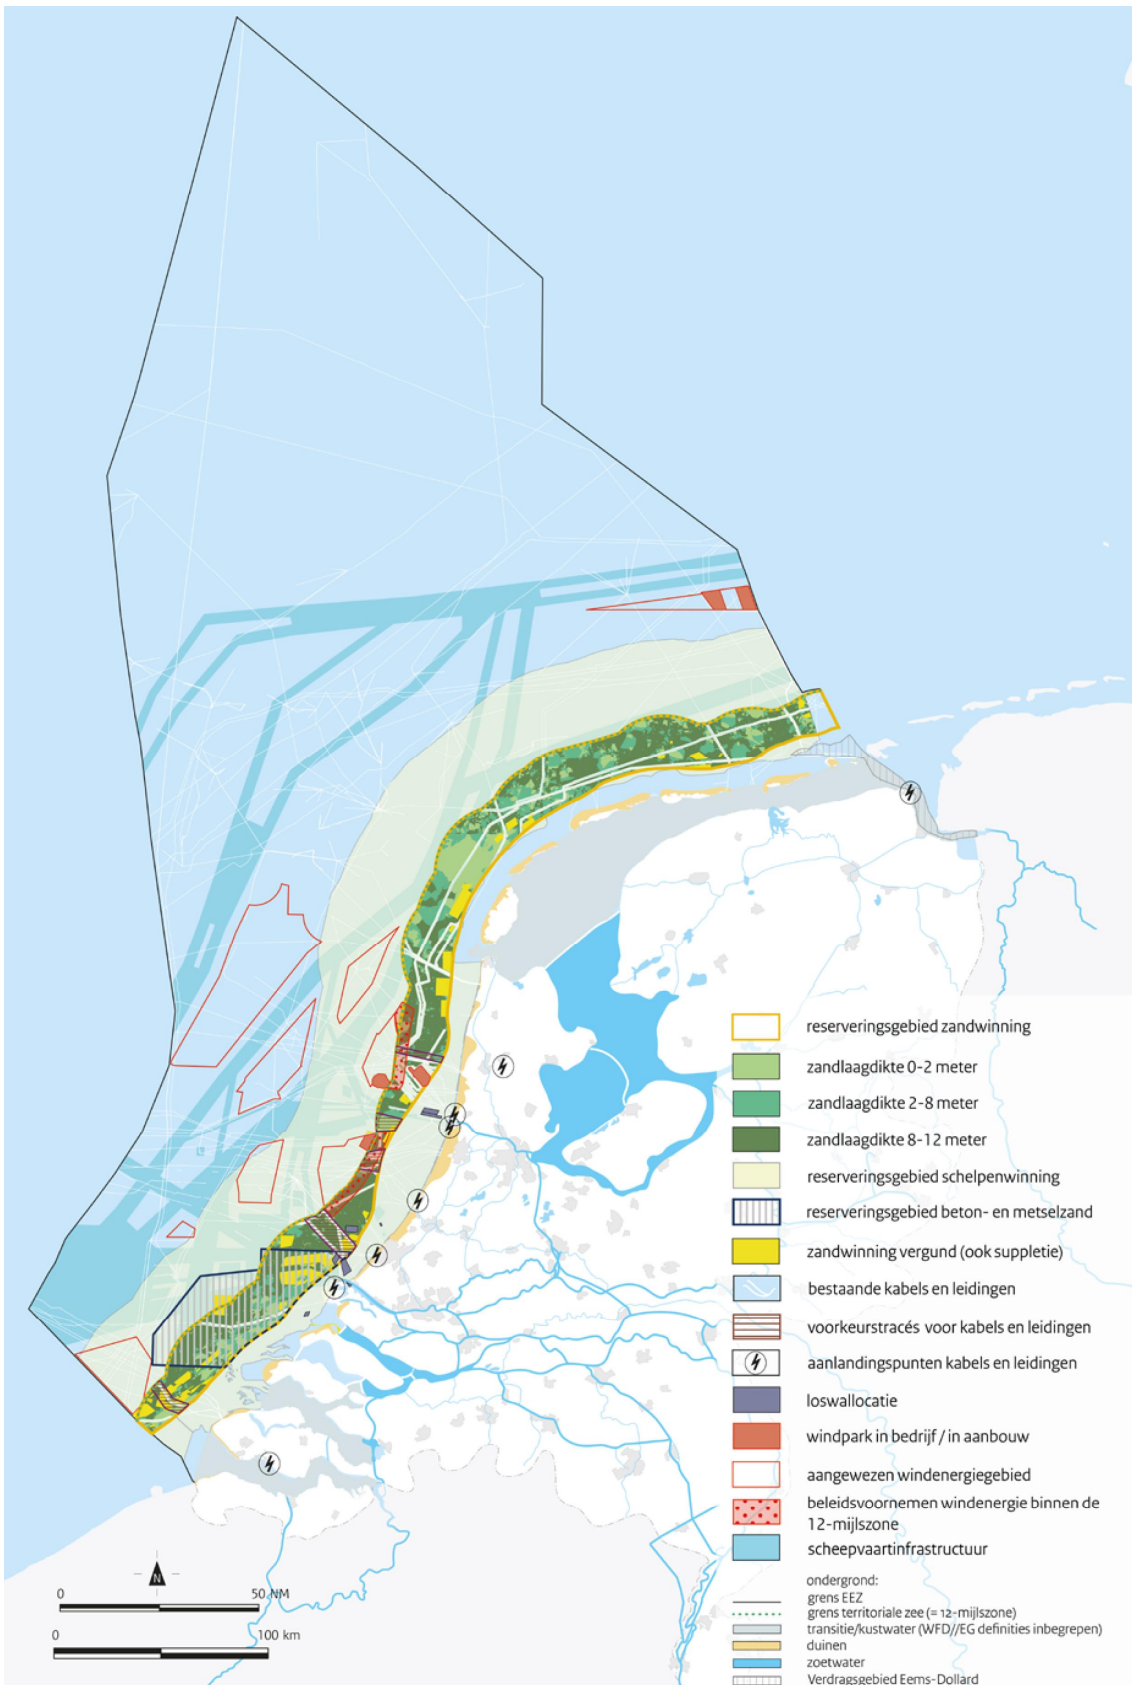 reserveringsgebied zandwinning
zandlaagdikte 0-2 meter
zandlaagdikte 2-8 meter
zandlaagdikte 8-12 meter
reserveringsgebied schelpenwinning
reserveringsgebied beton- en metselzand
zandwinning vergund (ook suppletie)
bestaande kabels en leidingen
voorkeurstracés voor kabels en leidingen
aanlandingspunten kabels en leidingen
loswallocatie
windpark in bedrijf / in aanbouw
aangewezen windenergiegebied
beleidsvoornemen windenergie binnen de
12-mijlszone
scheepvaartinfrastructuur
ondergrond:
grens EEZ
grens territoriale zee (= 12-mijlszone)
transitie/kustwater (WFD//EG definities inbegrepen)
duinen
zoetwater
Verdragsgebied Eems-Dollard
N
0 50 NM
0 100 km